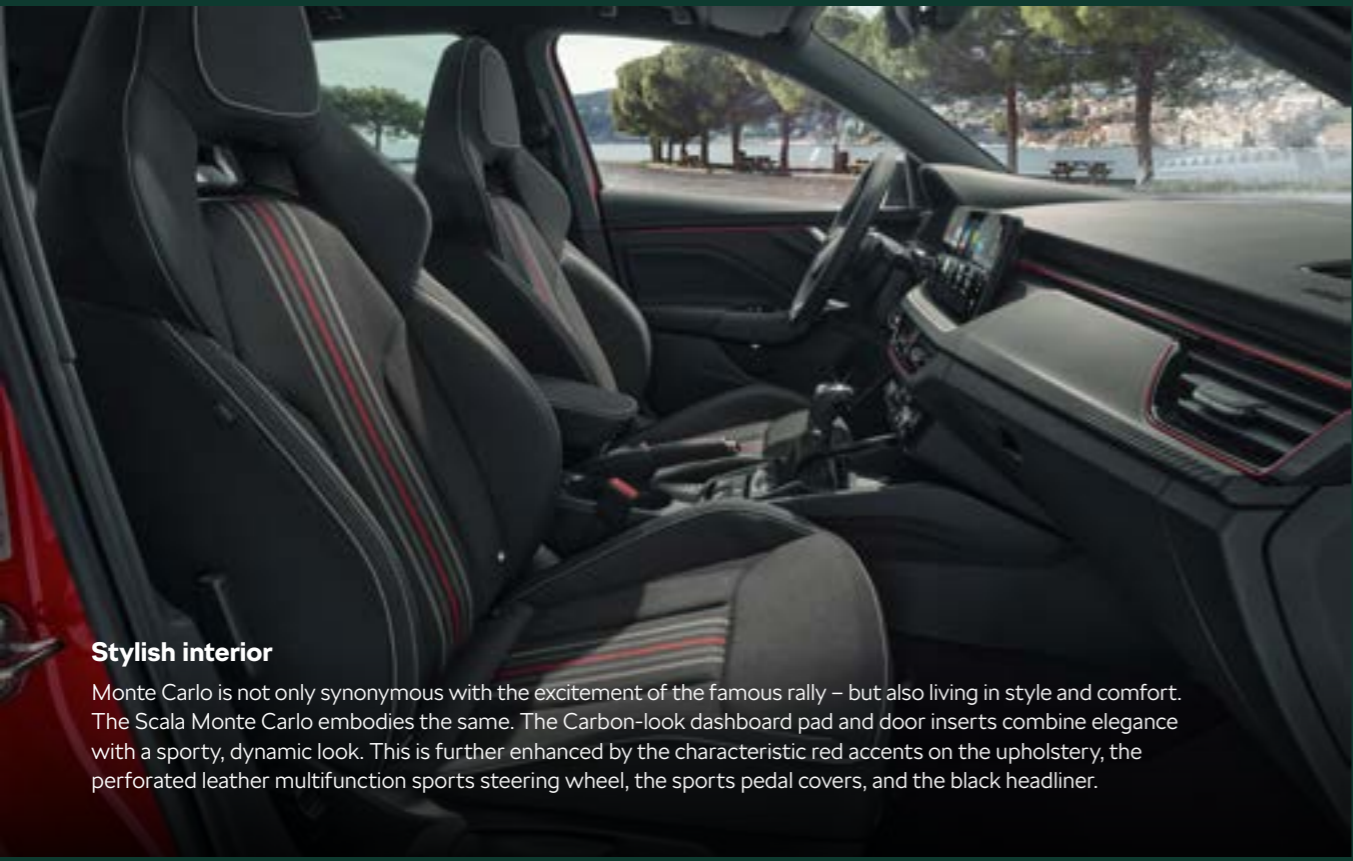 Stylish interior
Monte Carlo is not only synonymous with the excitement of the famous rally – but also living in style and comfort.
The Scala Monte Carlo embodies the same. The Carbon-look dashboard pad and door inserts combine elegance
with a sporty, dynamic look. This is further enhanced by the characteristic red accents on the upholstery, the
perforated leather multifunction sports steering wheel, the sports pedal covers, and the black headliner.